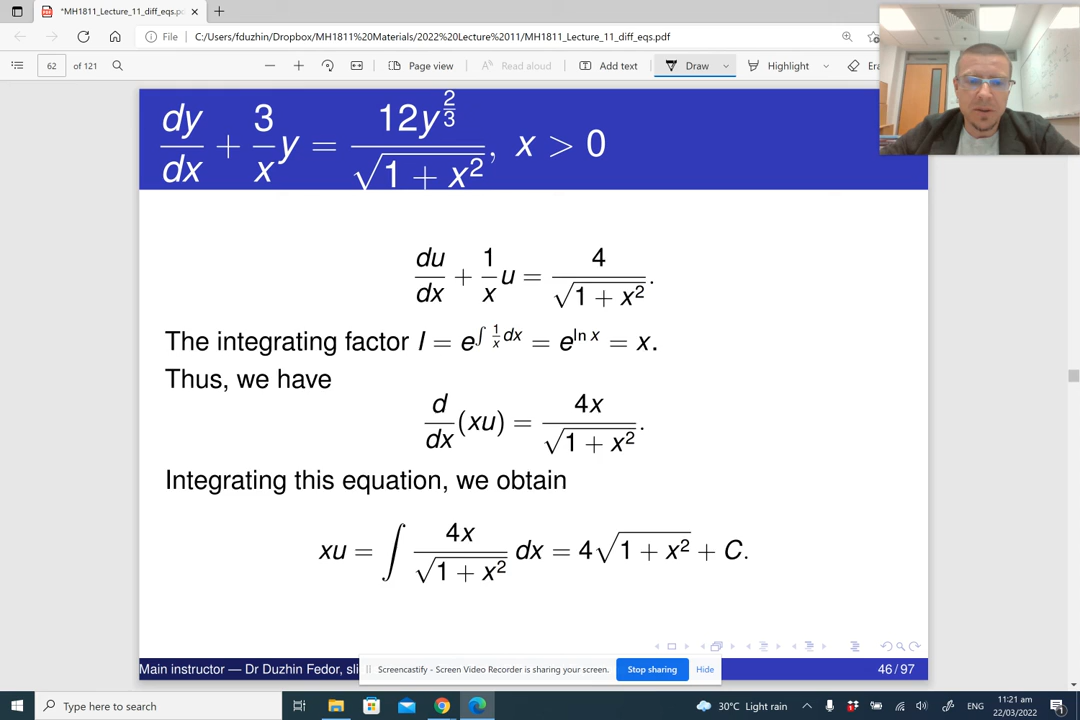 *MH1811_Lecture_11_diff_eqs.pd
File
C:/Users/fduzhin/Dropbox/MH1811%20Materials/2022%20Lecture%2011/MH1811_Lecture_11_diff_eqs.pdf
62 of 121
Page view
Read aloud
Add text
Draw
Highlight
Era
dy/dx + 3/x y = 12y^(2/3)/√(1 + x²), x > 0
du/dx + 1/x u = 4/√(1 + x²).
The integrating factor I = e^(∫ 1/x dx) = e^(ln x) = x.
Thus, we have
d/dx (xu) = 4x/√(1 + x²).
Integrating this equation, we obtain
xu = ∫ 4x/√(1 + x²) dx = 4√(1 + x²) + C.
Main instructor — Dr Duzhin Fedor, sli
46/97
Screencastify - Screen Video Recorder is sharing your screen.
Stop sharing
Hide
Type here to search
30°C Light rain
ENG
11:21 am
22/03/2022
1